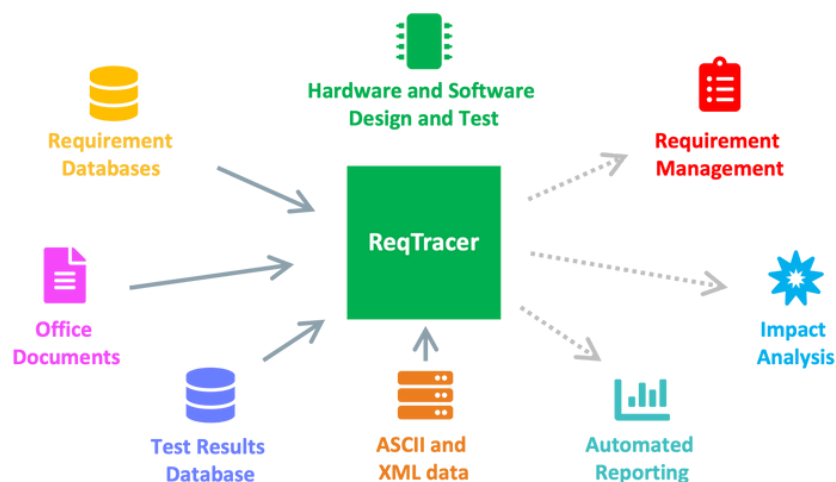 Hardware and Software
Design and Test
Requirement
Databases
Requirement
Management
ReqTracer
Office
Documents
Impact
Analysis
Test Results
Database
ASCII and
XML data
Automated
Reporting